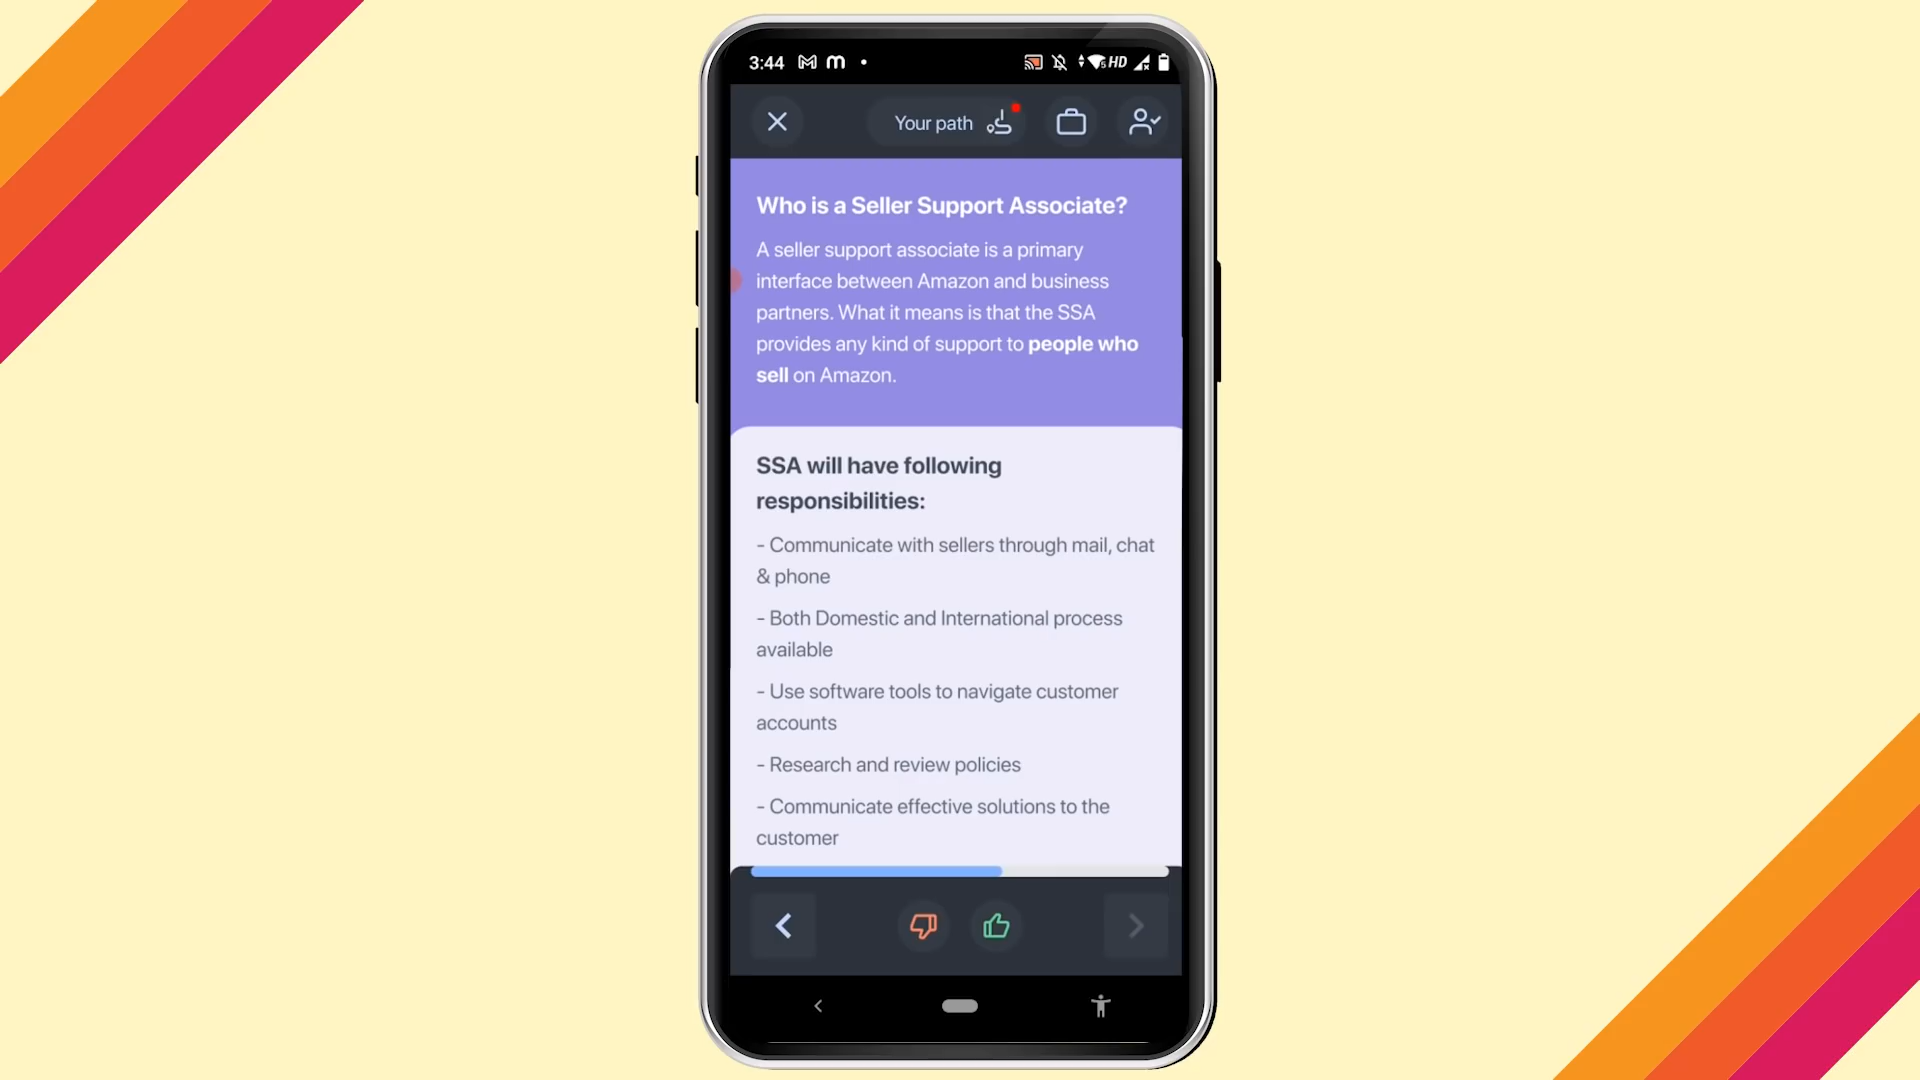 3:44
HD
Your path
Who is a Seller Support Associate?
A seller support associate is a primary
interface between Amazon and business
partners. What it means is that the SSA
provides any kind of support to people who
sell on Amazon.
SSA will have following
responsibilities:
- Communicate with sellers through mail, chat
& phone
- Both Domestic and International process
available
- Use software tools to navigate customer
accounts
- Research and review policies
- Communicate effective solutions to the
customer